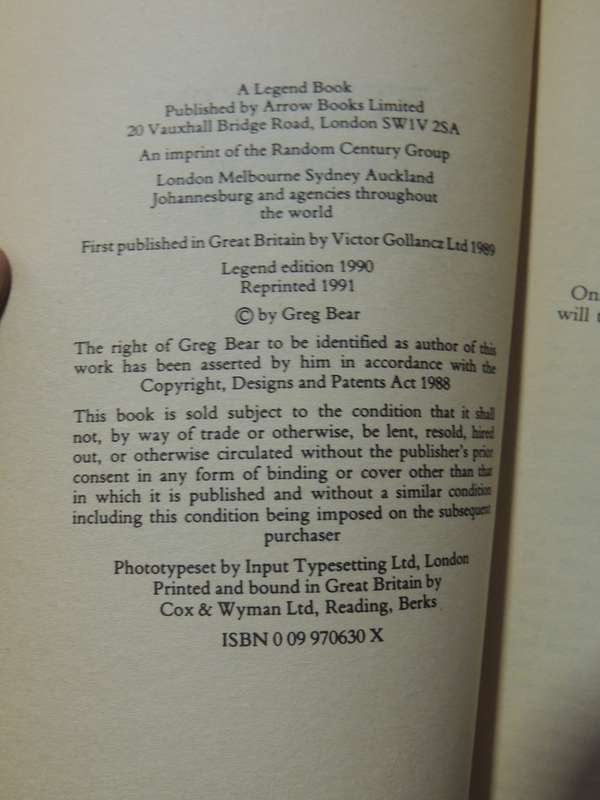 A Legend Book
Published by Arrow Books Limited
20 Vauxhall Bridge Road, London SW1V 2SA
An imprint of the Random Century Group
London Melbourne Sydney Auckland
Johannesburg and agencies throughout
the world
First published in Great Britain by Victor Gollancz Ltd 1989
Legend edition 1990
Reprinted 1991
© by Greg Bear
The right of Greg Bear to be identified as author of this
work has been asserted by him in accordance with the
Copyright, Designs and Patents Act 1988
This book is sold subject to the condition that it shall
not, by way of trade or otherwise, be lent, resold, hired
out, or otherwise circulated without the publisher's prior
consent in any form of binding or cover other than that
in which it is published and without a similar condition
including this condition being imposed on the subsequent
purchaser
Phototypeset by Input Typesetting Ltd, London
Printed and bound in Great Britain by
Cox & Wyman Ltd, Reading, Berks
ISBN 0 09 970630 X
On
will